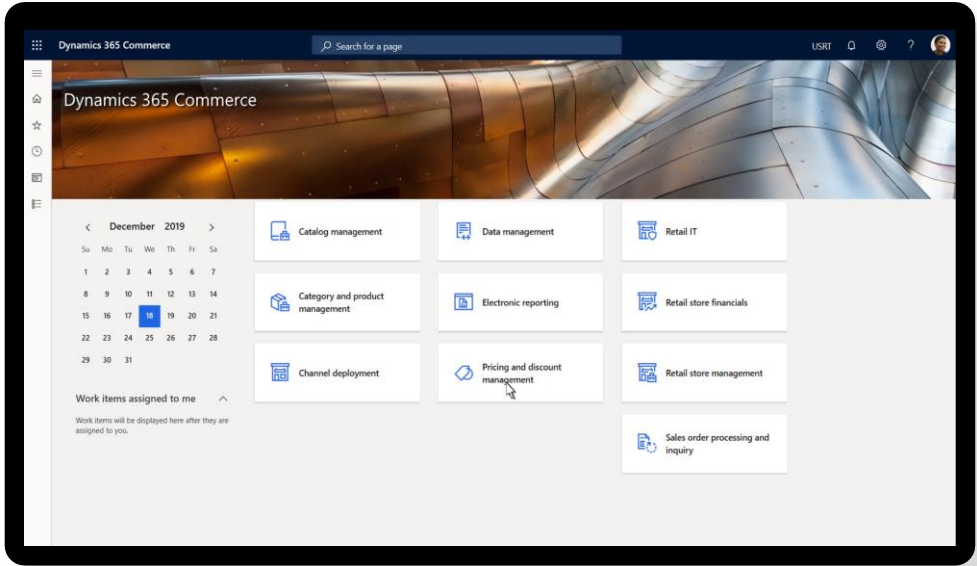 Dynamics 365 Commerce
Search for a page
USRT
?
Dynamics 365 Commerce
December 2019
Su Mo Tu We Th Fr Sa
1 2 3 4 5 6 7
8 9 10 11 12 13 14
15 16 17 18 19 20 21
22 23 24 25 26 27 28
29 30 31
Work items assigned to me
Work items will be displayed here after they are
assigned to you.
Catalog management
Data management
Retail IT
Category and product
management
Electronic reporting
Retail store financials
Channel deployment
Pricing and discount
management
Retail store management
Sales order processing and
inquiry